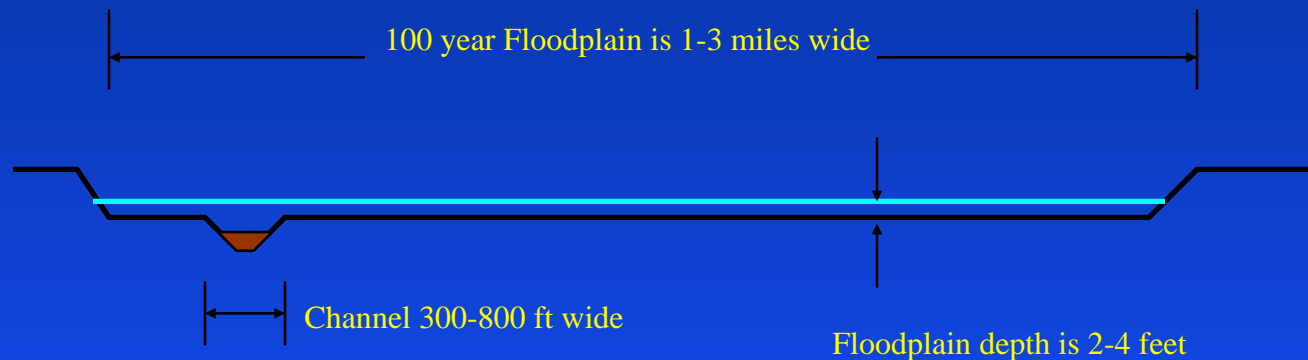 100 year Floodplain is 1-3 miles wide
Channel 300-800 ft wide
Floodplain depth is 2-4 feet